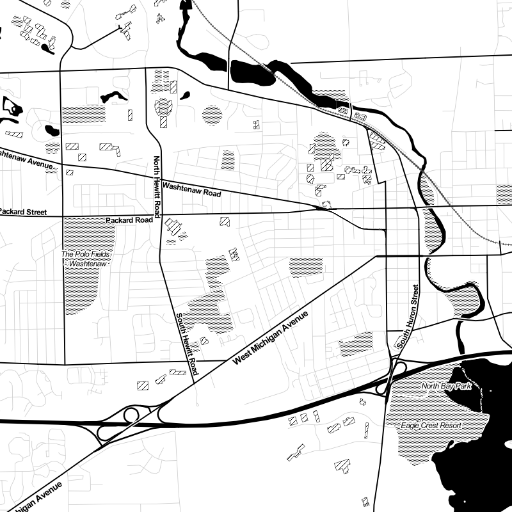 Washtenaw Avenue
North Hewitt Road
Washtenaw Road
Packard Street
Packard Road
The Polo Fields
Washtenaw
South Hewitt Road
West Michigan Avenue
South Huron Street
North Bay Park
Eagle Crest Resort
higan Avenue